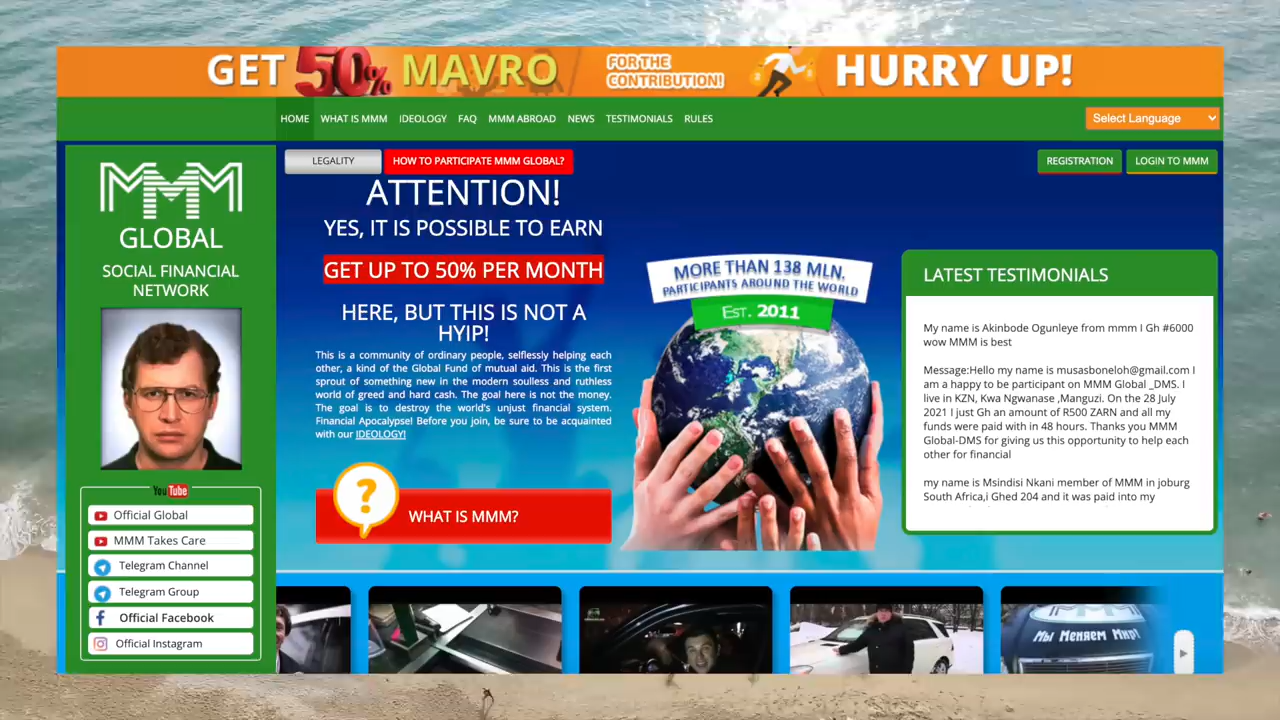 GET 50% MAVRO FOR THE CONTRIBUTION! HURRY UP!
HOME WHAT IS MMM IDEOLOGY FAQ MMM ABROAD NEWS TESTIMONIALS RULES
Select Language
LEGALITY
HOW TO PARTICIPATE MMM GLOBAL?
REGISTRATION
LOGIN TO MMM
MMM
GLOBAL
SOCIAL FINANCIAL
NETWORK
YouTube
Official Global
MMM Takes Care
Telegram Channel
Telegram Group
Official Facebook
Official Instagram
ATTENTION!
YES, IT IS POSSIBLE TO EARN
GET UP TO 50% PER MONTH
HERE, BUT THIS IS NOT A
HYIP!
This is a community of ordinary people, selflessly helping each
other, a kind of the Global Fund of mutual aid. This is the first
sprout of something new in the modern soulless and ruthless
world of greed and hard cash. The goal here is not the money.
The goal is to destroy the world's unjust financial system.
Financial Apocalypse! Before you join, be sure to be acquainted
with our IDEOLOGY!
?
WHAT IS MMM?
MORE THAN 138 MLN.
PARTICIPANTS AROUND THE WORLD
EST. 2011
LATEST TESTIMONIALS
My name is Akinbode Ogunleye from mmm I Gh #6000
wow MMM is best
Message:Hello my name is musasboneloh@gmail.com I
am a happy to be participant on MMM Global _DMS. I
live in KZN, Kwa Ngwanase ,Manguzi. On the 28 July
2021 I just Gh an amount of R500 ZARN and all my
funds were paid with in 48 hours. Thanks you MMM
Global-DMS for giving us this opportunity to help each
other for financial
my name is Msindisi Nkani member of MMM in joburg
South Africa,i Ghed 204 and it was paid into my
МММ
Мы Меняем Мир!